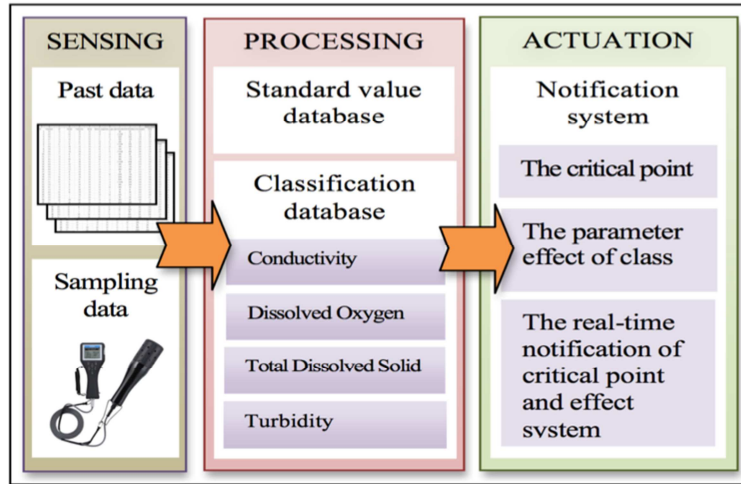 SENSING
Past data
Sampling
data
PROCESSING
Standard value
database
Classification
database
Conductivity
Dissolved Oxygen
Total Dissolved Solid
Turbidity
ACTUATION
Notification
system
The critical point
The parameter
effect of class
The real-time
notification of
critical point
and effect
system